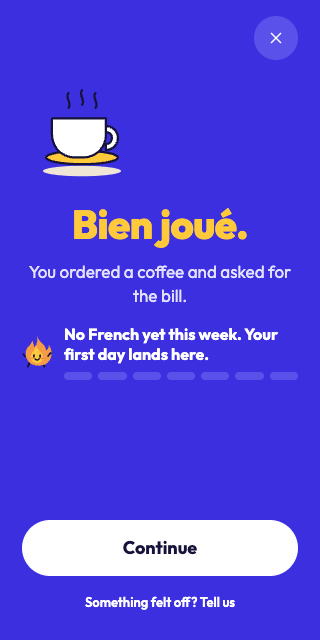 Bien joué.
You ordered a coffee and asked for
the bill.
No French yet this week. Your
first day lands here.
Continue
Something felt off? Tell us